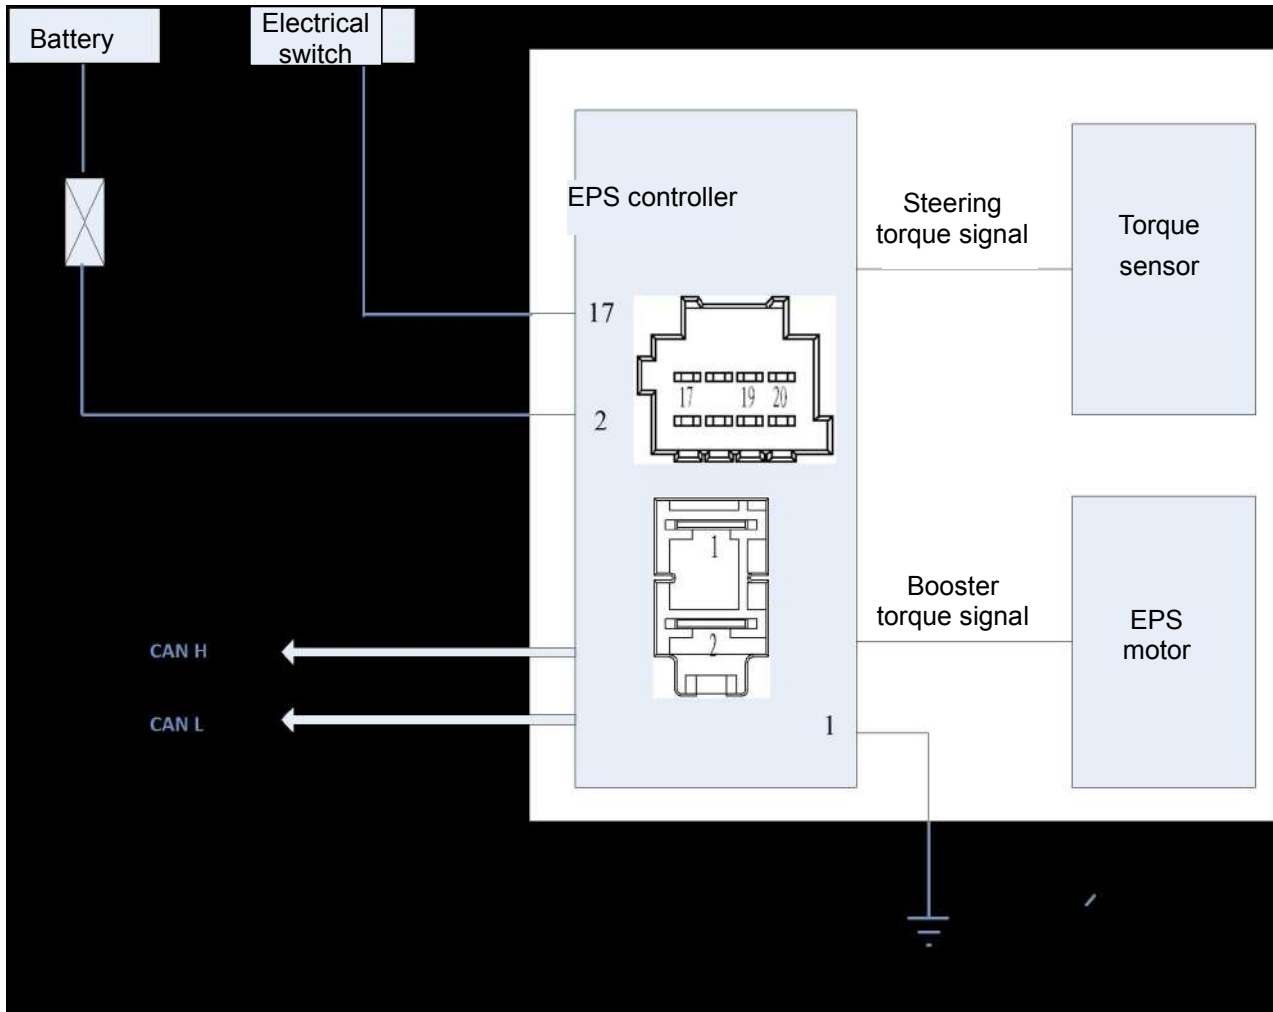 Battery
Electrical
switch
EPS controller
Steering
torque signal
Torque
sensor
17
17
19
20
2
1
Booster
torque signal
EPS
motor
2
CAN H
CAN L
1